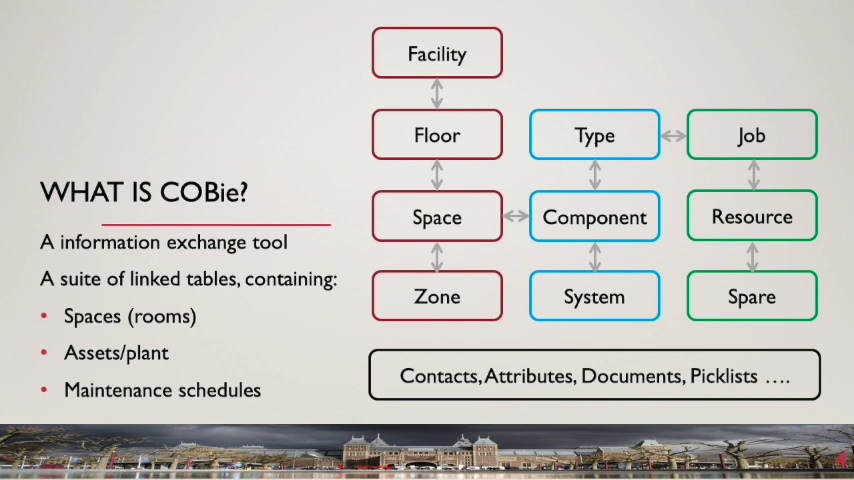 WHAT IS COBie?
A information exchange tool
A suite of linked tables, containing:
• Spaces (rooms)
• Assets/plant
• Maintenance schedules
Facility
Floor
Type
Job
Space
Component
Resource
Zone
System
Spare
Contacts, Attributes, Documents, Picklists ….